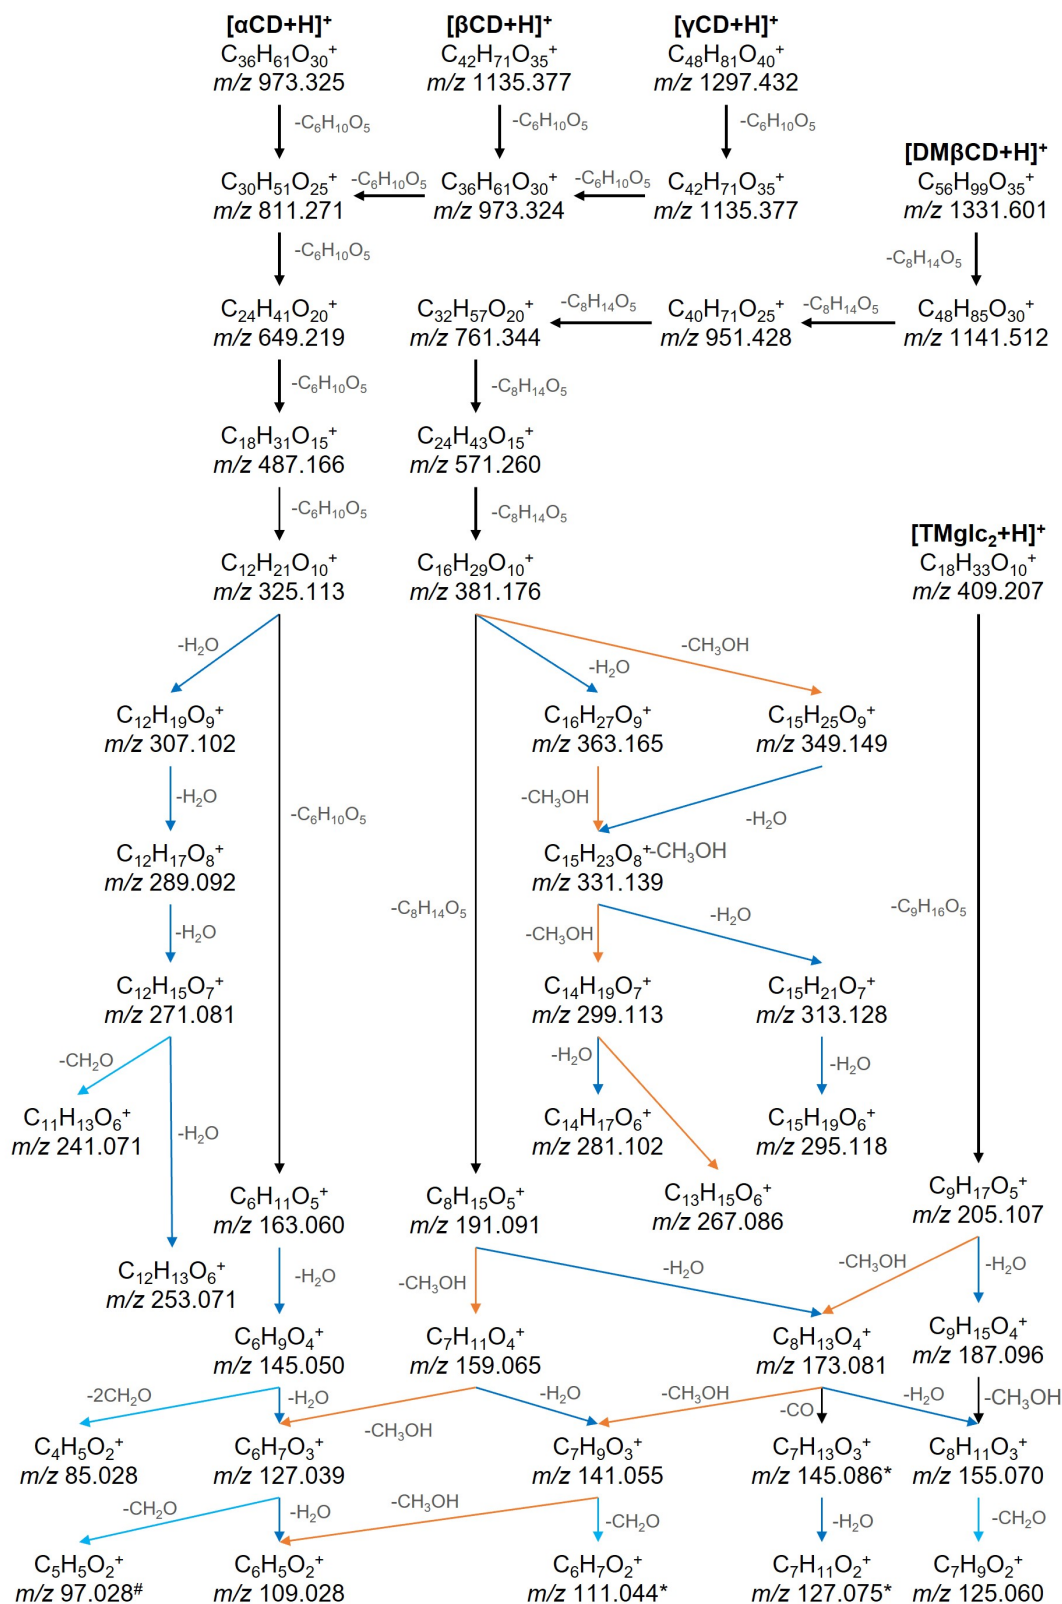 [αCD+H]⁺ [βCD+H]⁺ [γCD+H]⁺
C₃₆H₆₁O₃₀⁺ C₄₂H₇₁O₃₅⁺ C₄₈H₈₁O₄₀⁺
m/z 973.325 m/z 1135.377 m/z 1297.432
-C₆H₁₀O₅ -C₆H₁₀O₅ -C₆H₁₀O₅
[DMβCD+H]⁺
C₃₀H₅₁O₂₅⁺ -C₆H₁₀O₅ C₃₆H₆₁O₃₀⁺ -C₆H₁₀O₅ C₄₂H₇₁O₃₅⁺ C₅₆H₉₉O₃₅⁺
m/z 811.271 m/z 973.324 m/z 1135.377 m/z 1331.601
-C₆H₁₀O₅ -C₈H₁₄O₅
C₂₄H₄₁O₂₀⁺ C₃₂H₅₇O₂₀⁺ -C₈H₁₄O₅ C₄₀H₇₁O₂₅⁺ -C₈H₁₄O₅ C₄₈H₈₅O₃₀⁺
m/z 649.219 m/z 761.344 m/z 951.428 m/z 1141.512
-C₆H₁₀O₅ -C₈H₁₄O₅
C₁₈H₃₁O₁₅⁺ C₂₄H₄₃O₁₅⁺
m/z 487.166 m/z 571.260
-C₆H₁₀O₅ -C₈H₁₄O₅
[TMglc₂+H]⁺
C₁₂H₂₁O₁₀⁺ C₁₆H₂₉O₁₀⁺ C₁₈H₃₃O₁₀⁺
m/z 325.113 m/z 381.176 m/z 409.207
-H₂O -H₂O -CH₃OH
C₁₂H₁₉O₉⁺ C₁₆H₂₇O₉⁺ C₁₅H₂₅O₉⁺
m/z 307.102 m/z 363.165 m/z 349.149
-H₂O -C₆H₁₀O₅ -CH₃OH -H₂O
C₁₂H₁₇O₈⁺ C₁₅H₂₃O₈⁺ -CH₃OH
m/z 289.092 m/z 331.139
-H₂O -C₈H₁₄O₅ -CH₃OH -H₂O -C₉H₁₆O₅
C₁₂H₁₅O₇⁺ C₁₄H₁₉O₇⁺ C₁₅H₂₁O₇⁺
m/z 271.081 m/z 299.113 m/z 313.128
-CH₂O -H₂O -H₂O
C₁₁H₁₃O₆⁺ -H₂O C₁₄H₁₇O₆⁺ C₁₅H₁₉O₆⁺
m/z 241.071 m/z 281.102 m/z 295.118
C₆H₁₁O₅⁺ C₈H₁₅O₅⁺ C₁₃H₁₅O₆⁺ C₉H₁₇O₅⁺
m/z 163.060 m/z 191.091 m/z 267.086 m/z 205.107
C₁₂H₁₃O₆⁺ -H₂O -CH₃OH -H₂O -CH₃OH -H₂O
m/z 253.071
C₆H₉O₄⁺ C₇H₁₁O₄⁺ C₈H₁₃O₄⁺ C₉H₁₅O₄⁺
m/z 145.050 m/z 159.065 m/z 173.081 m/z 187.096
-2CH₂O -H₂O -CH₃OH -H₂O -CH₃OH -CO -H₂O -CH₃OH
C₄H₅O₂⁺ C₆H₇O₃⁺ C₇H₉O₃⁺ C₇H₁₃O₃⁺ C₈H₁₁O₃⁺
m/z 85.028 m/z 127.039 m/z 141.055 m/z 145.086* m/z 155.070
-CH₂O -H₂O -CH₃OH -CH₂O -H₂O -CH₂O
C₅H₅O₂⁺ C₆H₅O₂⁺ C₆H₇O₂⁺ C₇H₁₁O₂⁺ C₇H₉O₂⁺
m/z 97.028# m/z 109.028 m/z 111.044* m/z 127.075* m/z 125.060